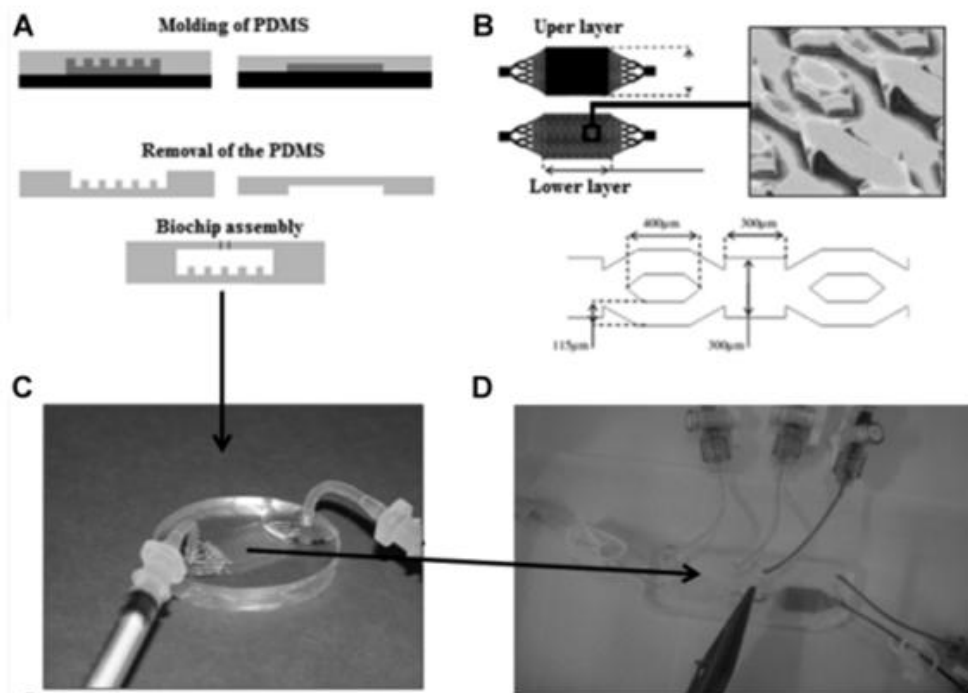 A
Molding of PDMS
Removal of the PDMS
Biochip assembly
B
Uper layer
Lower layer
400µm
300µm
115µm
300µm
C
D